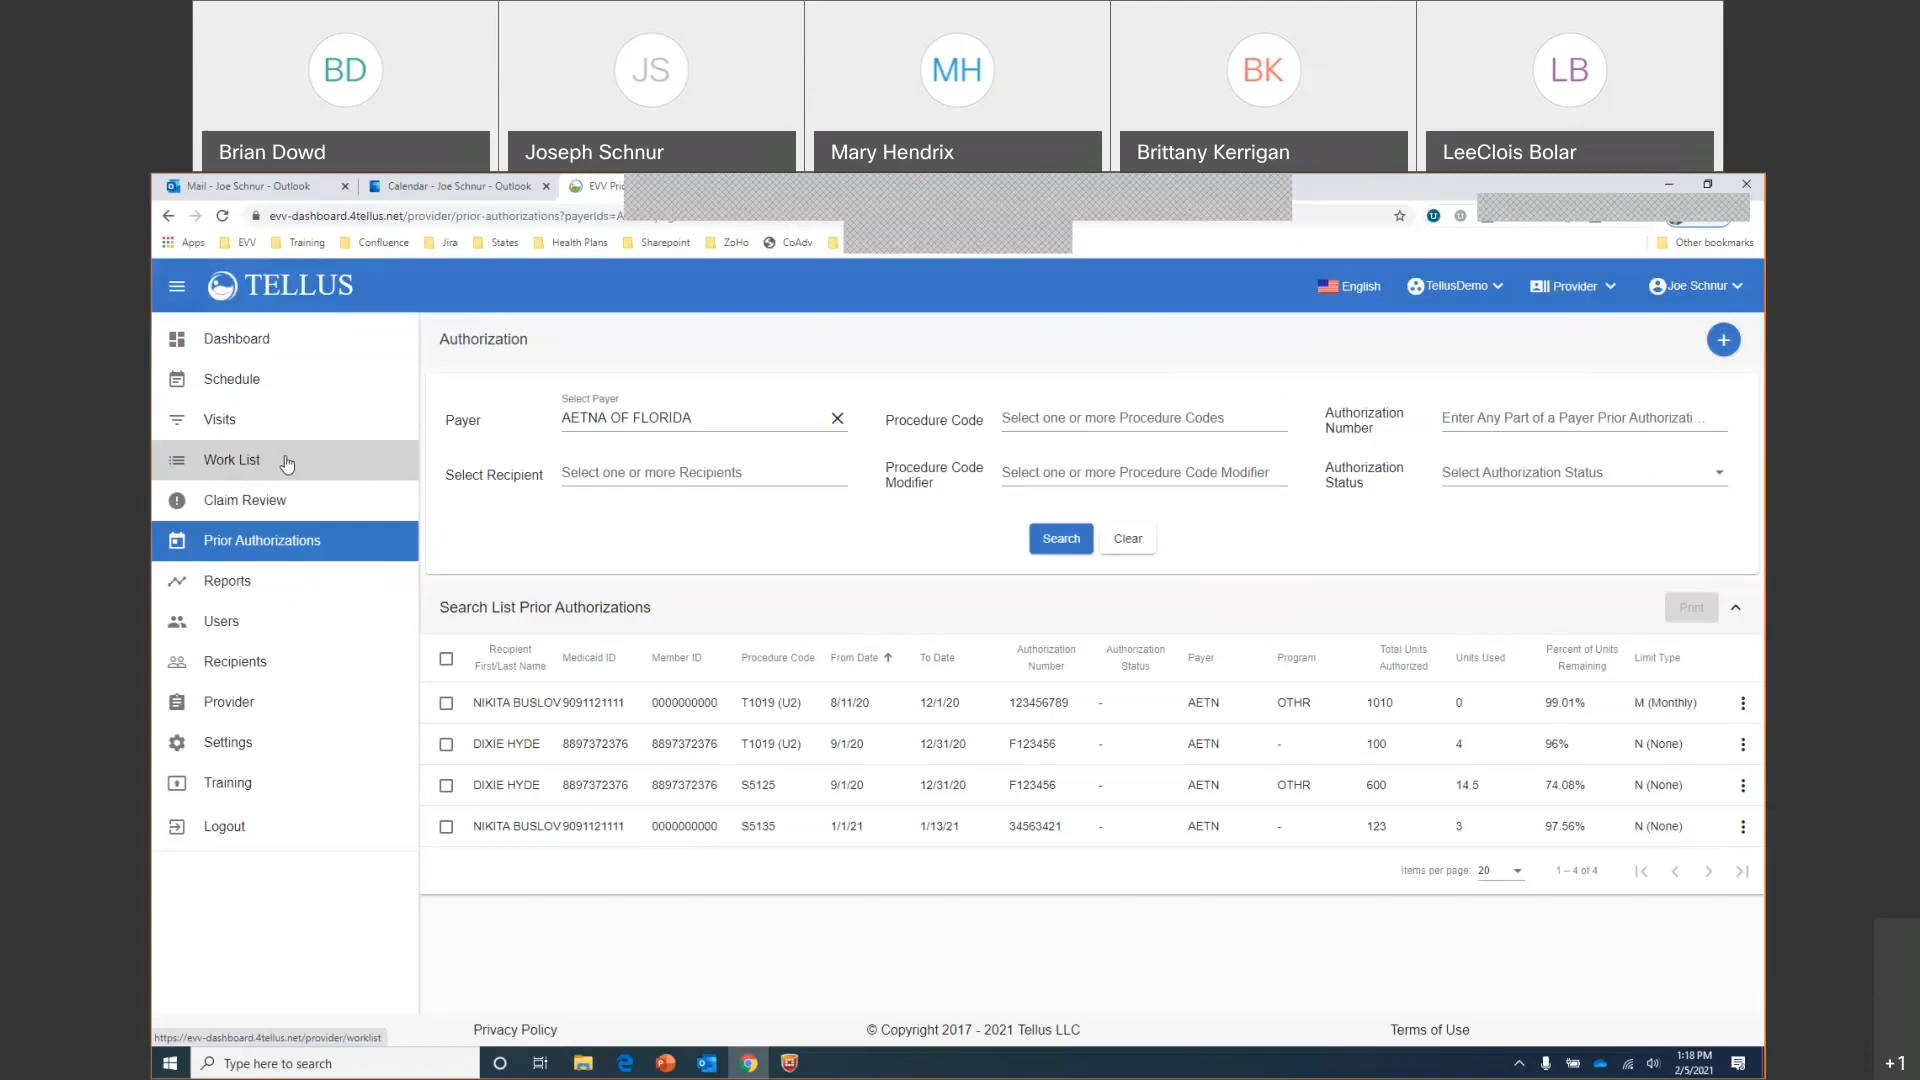 BD
JS
MH
BK
LB
Brian Dowd
Joseph Schnur
Mary Hendrix
Brittany Kerrigan
LeeClois Bolar
Mail - Joe Schnur - Outlook
Calendar - Joe Schnur - Outlook
EVV Pri
evv-dashboard.4tellus.net/provider/prior-authorizations?payerIds=A
Apps EVV Training Confluence Jira States Health Plans Sharepoint ZoHo CoAdv Other bookmarks
TELLUS
English TellusDemo Provider Joe Schnur
Dashboard
Schedule
Visits
Work List
Claim Review
Prior Authorizations
Reports
Users
Recipients
Provider
Settings
Training
Logout
Authorization
+
Payer
Select Payer
AETNA OF FLORIDA
Procedure Code
Select one or more Procedure Codes
Authorization Number
Enter Any Part of a Payer Prior Authorizati...
Select Recipient
Select one or more Recipients
Procedure Code Modifier
Select one or more Procedure Code Modifier
Authorization Status
Select Authorization Status
Search Clear
Search List Prior Authorizations
Print
Recipient First/Last Name Medicaid ID Member ID Procedure Code From Date To Date Authorization Number Authorization Status Payer Program Total Units Authorized Units Used Percent of Units Remaining Limit Type
NIKITA BUSLOV 9091121111 0000000000 T1019 (U2) 8/11/20 12/1/20 123456789 - AETN OTHR 1010 0 99.01% M (Monthly)
DIXIE HYDE 8897372376 8897372376 T1019 (U2) 9/1/20 12/31/20 F123456 - AETN - 100 4 96% N (None)
DIXIE HYDE 8897372376 8897372376 S5125 9/1/20 12/31/20 F123456 - AETN OTHR 600 14.5 74.08% N (None)
NIKITA BUSLOV 9091121111 0000000000 S5135 1/1/21 1/13/21 34563421 - AETN - 123 3 97.56% N (None)
Items per page: 20 1 – 4 of 4
Privacy Policy © Copyright 2017 - 2021 Tellus LLC Terms of Use
https://evv-dashboard.4tellus.net/provider/worklist
Type here to search
1:18 PM
2/5/2021
+1